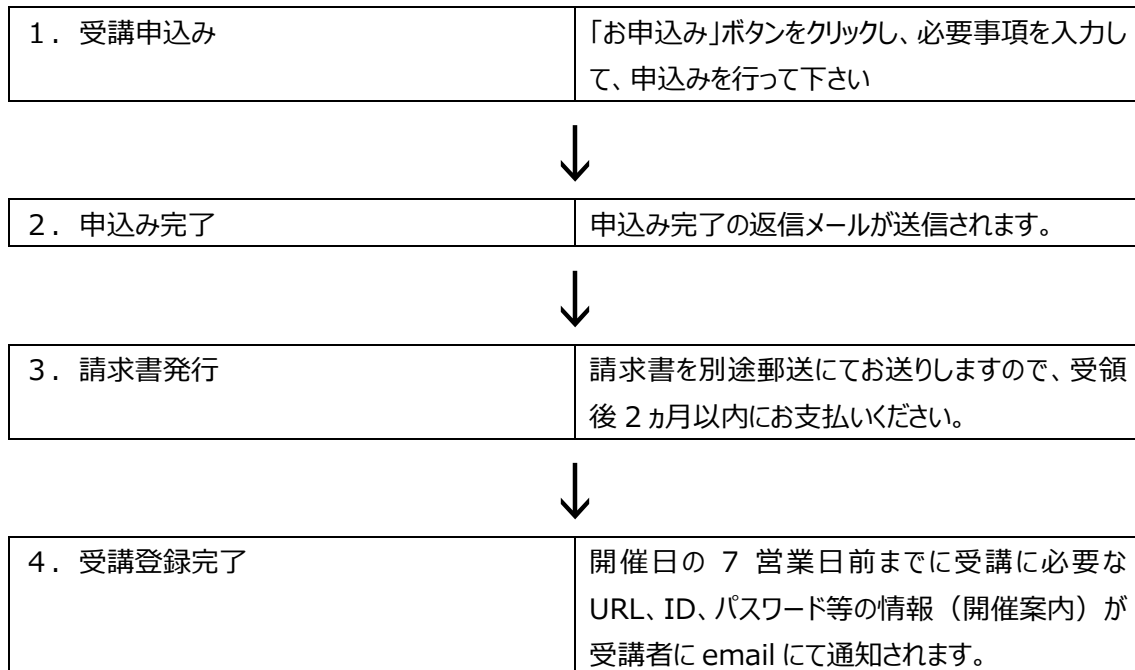 １．受講申込み
「お申込み」ボタンをクリックし、必要事項を入力し
て、申込みを行って下さい
↓
２．申込み完了
申込み完了の返信メールが送信されます。
↓
３．請求書発行
請求書を別途郵送にてお送りしますので、受領
後 2 ヵ月以内にお支払いください。
↓
４．受講登録完了
開催日の 7 営業日前までに受講に必要な
URL、ID、パスワード等の情報（開催案内）が
受講者に email にて通知されます。